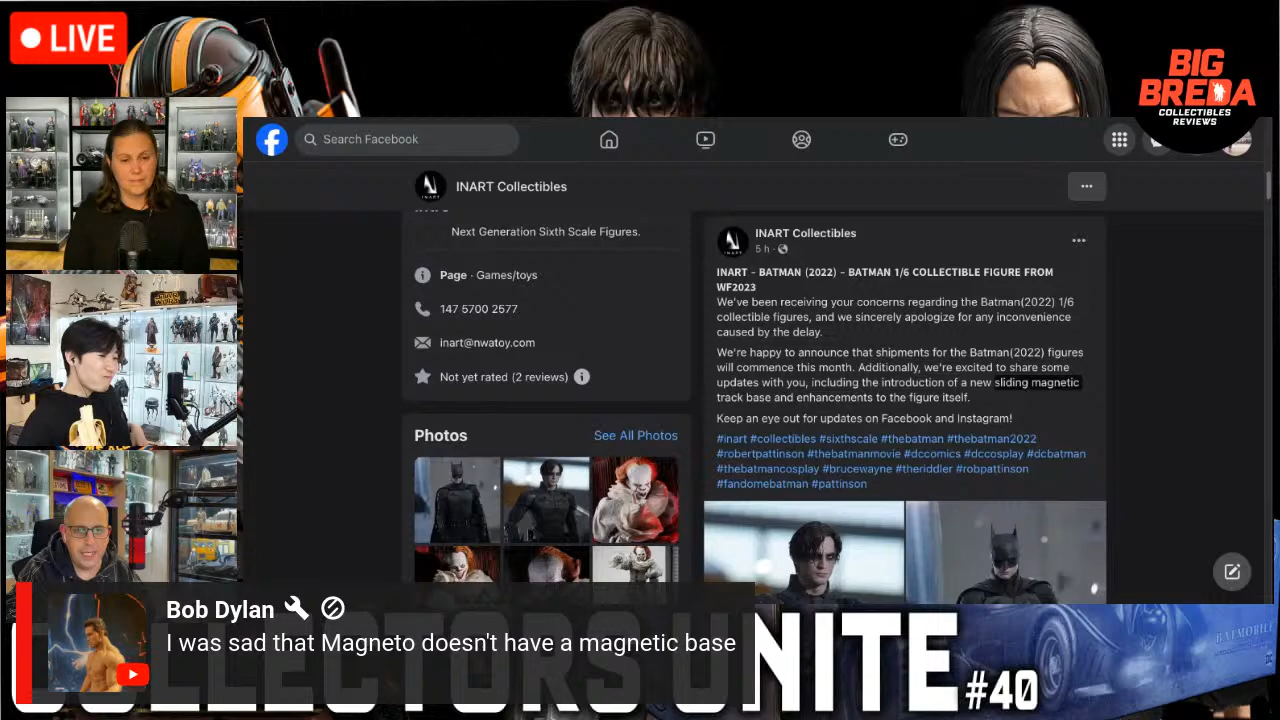 LIVE
BIG
BREDA
COLLECTIBLES
REVIEWS
Search Facebook
INART
INART Collectibles
Next Generation Sixth Scale Figures.
Page · Games/toys
147 5700 2577
inart@nwatoy.com
Not yet rated (2 reviews)
Photos
See All Photos
INART
INART Collectibles
5 h ·
INART - BATMAN (2022) - BATMAN 1/6 COLLECTIBLE FIGURE FROM
WF2023
We've been receiving your concerns regarding the Batman(2022) 1/6
collectible figures, and we sincerely apologize for any inconvenience
caused by the delay.
We're happy to announce that shipments for the Batman(2022) figures
will commence this month. Additionally, we're excited to share some
updates with you, including the introduction of a new sliding magnetic
track base and enhancements to the figure itself.
Keep an eye out for updates on Facebook and Instagram!
#inart #collectibles #sixthscale #thebatman #thebatman2022
#robertpattinson #thebatmanmovie #dccomics #dccosplay #dcbatman
#thebatmancosplay #brucewayne #theriddler #robpattinson
#fandomebatman #pattinson
Bob Dylan
I was sad that Magneto doesn't have a magnetic base
COLLECTORS UNITE #40
BATMOBILE